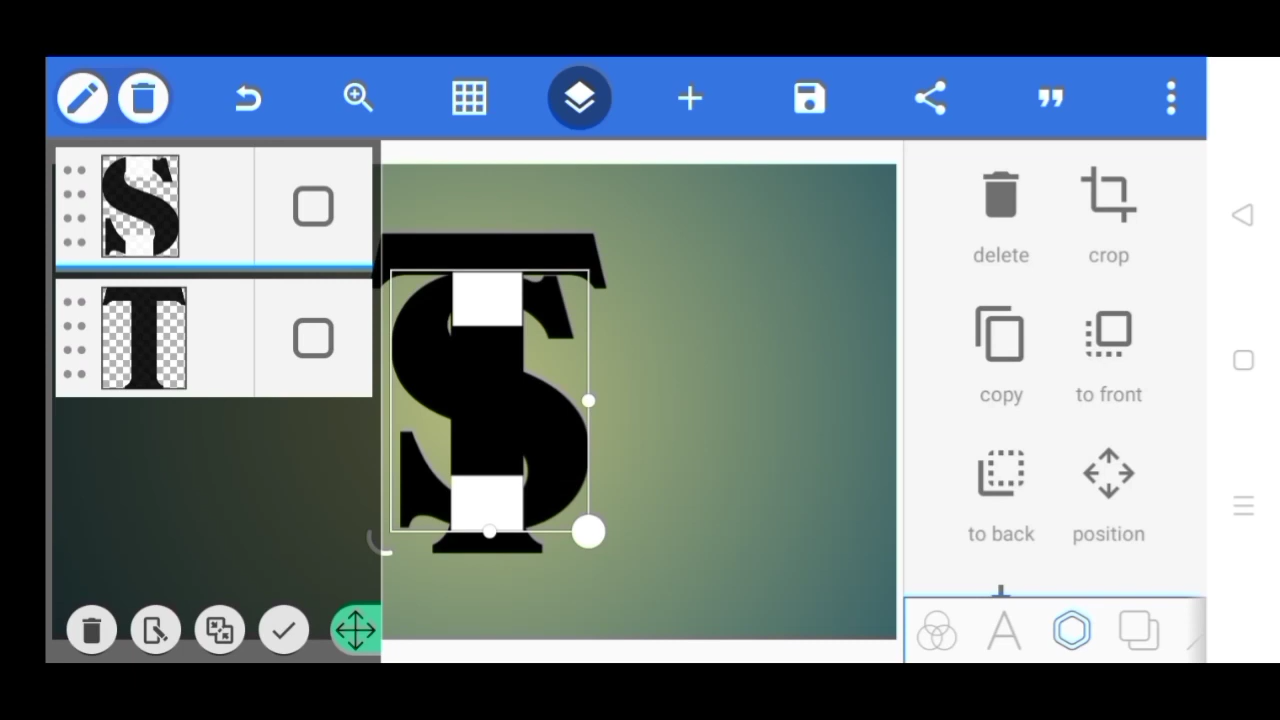 S
T
T
S
delete
crop
copy
to front
to back
position
A